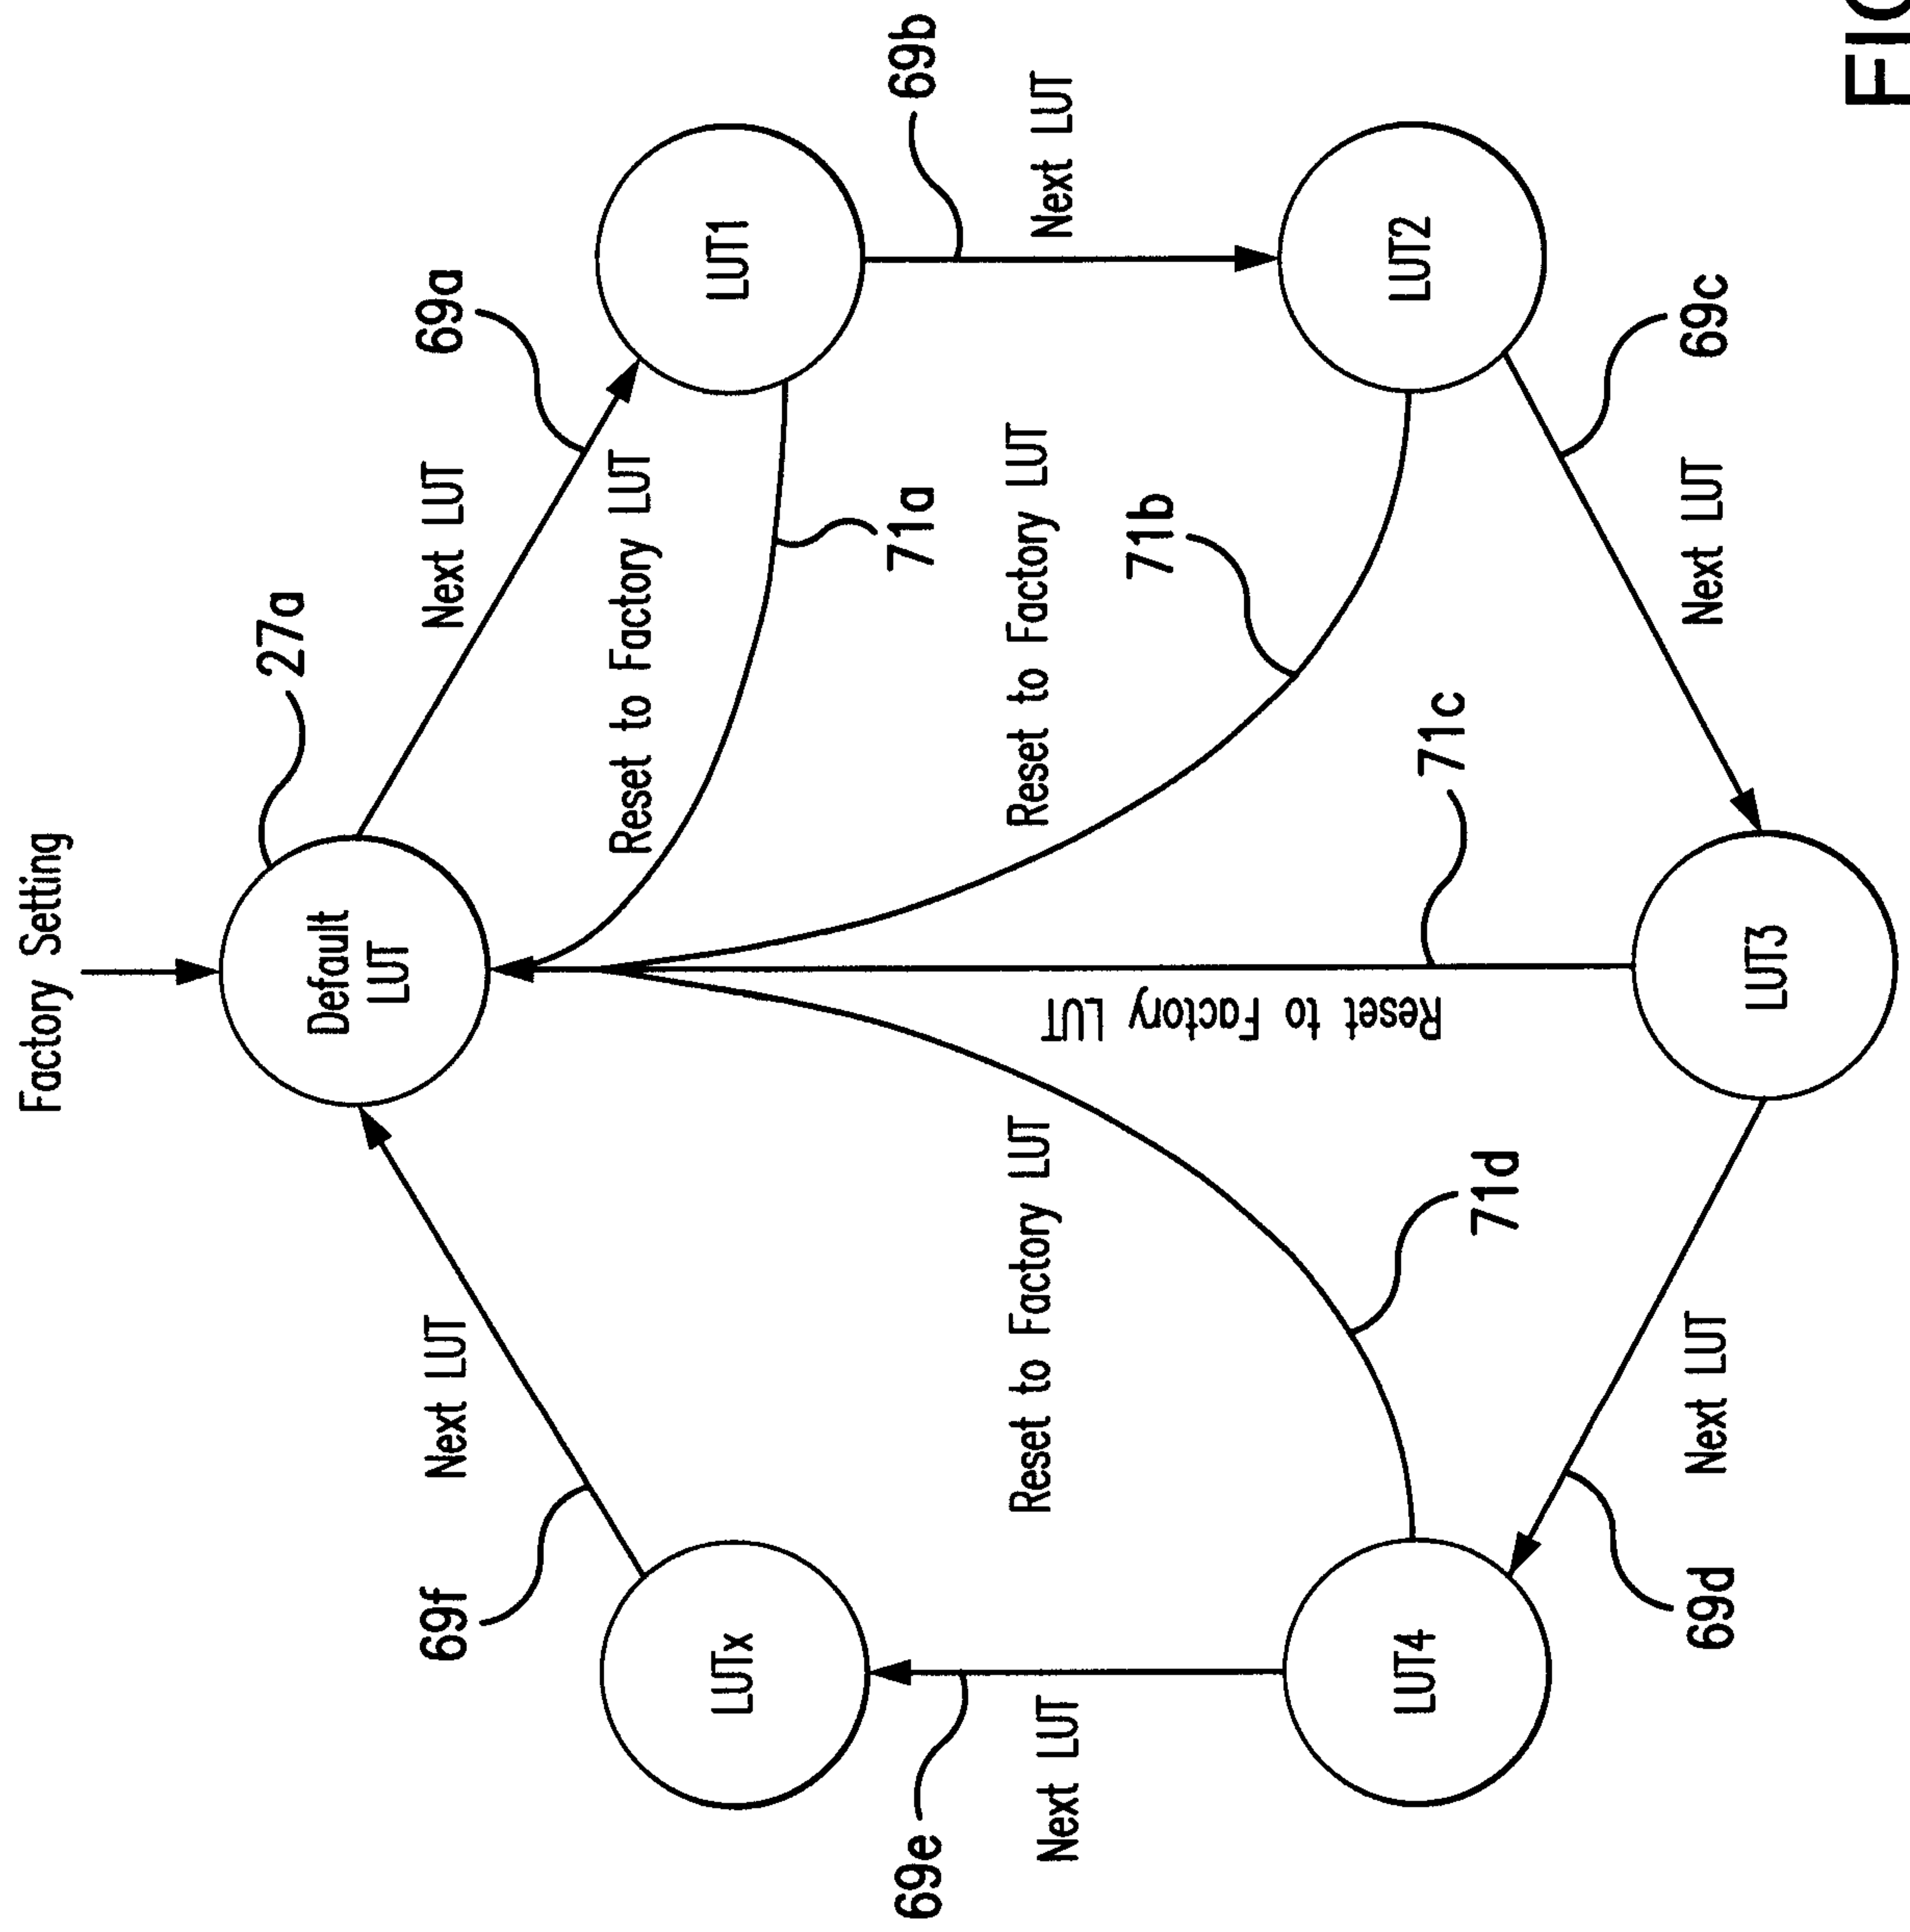 Factory Setting
Default
LUT
27a
Next LUT
69a
LUT1
Reset to Factory LUT
71a
69b
Next LUT
LUT2
Reset to Factory LUT
71b
69c
Next LUT
LUT3
71c
Reset to Factory LUT
Next LUT
69d
LUT4
Reset to Factory LUT
71d
69e
Next LUT
LUTx
69f
Next LUT